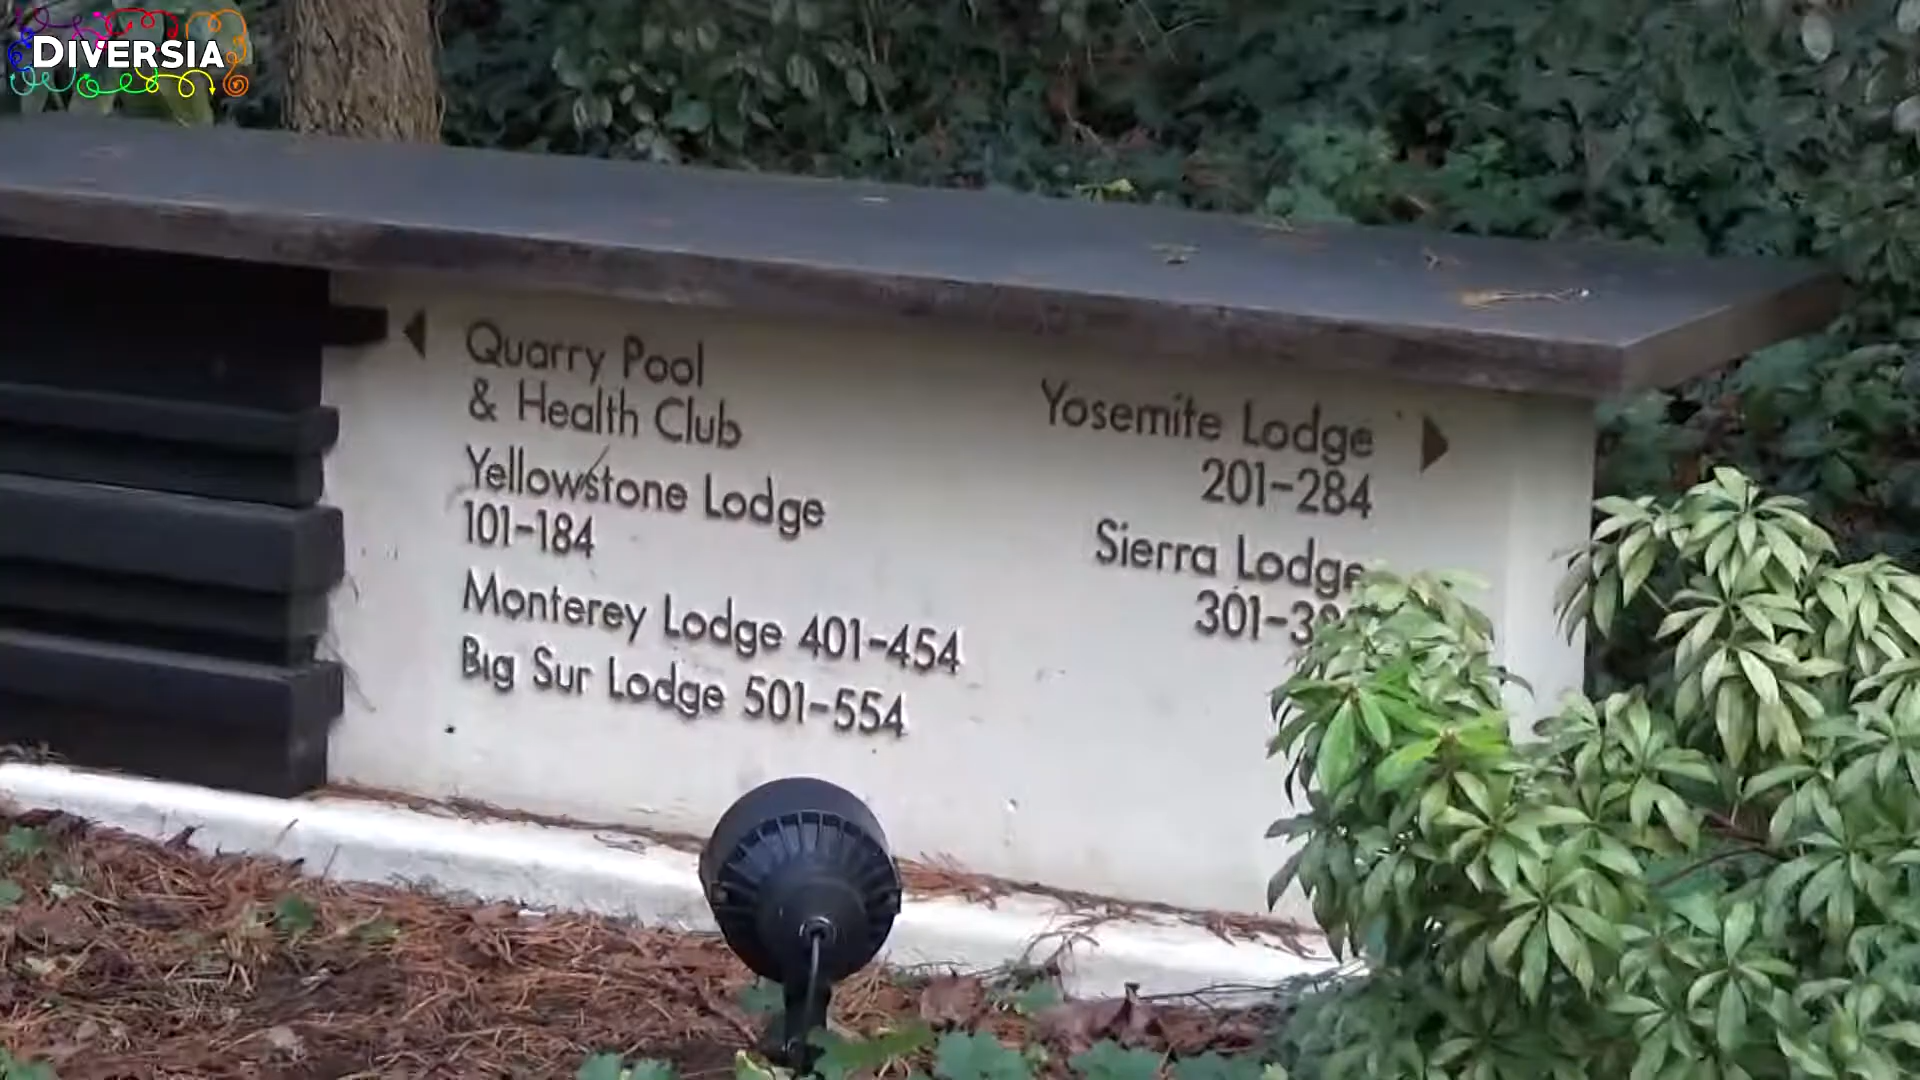 DIVERSIA
Quarry Pool
& Health Club
Yellowstone Lodge
101-184
Monterey Lodge 401-454
Big Sur Lodge 501-554
Yosemite Lodge
201-284
Sierra Lodge